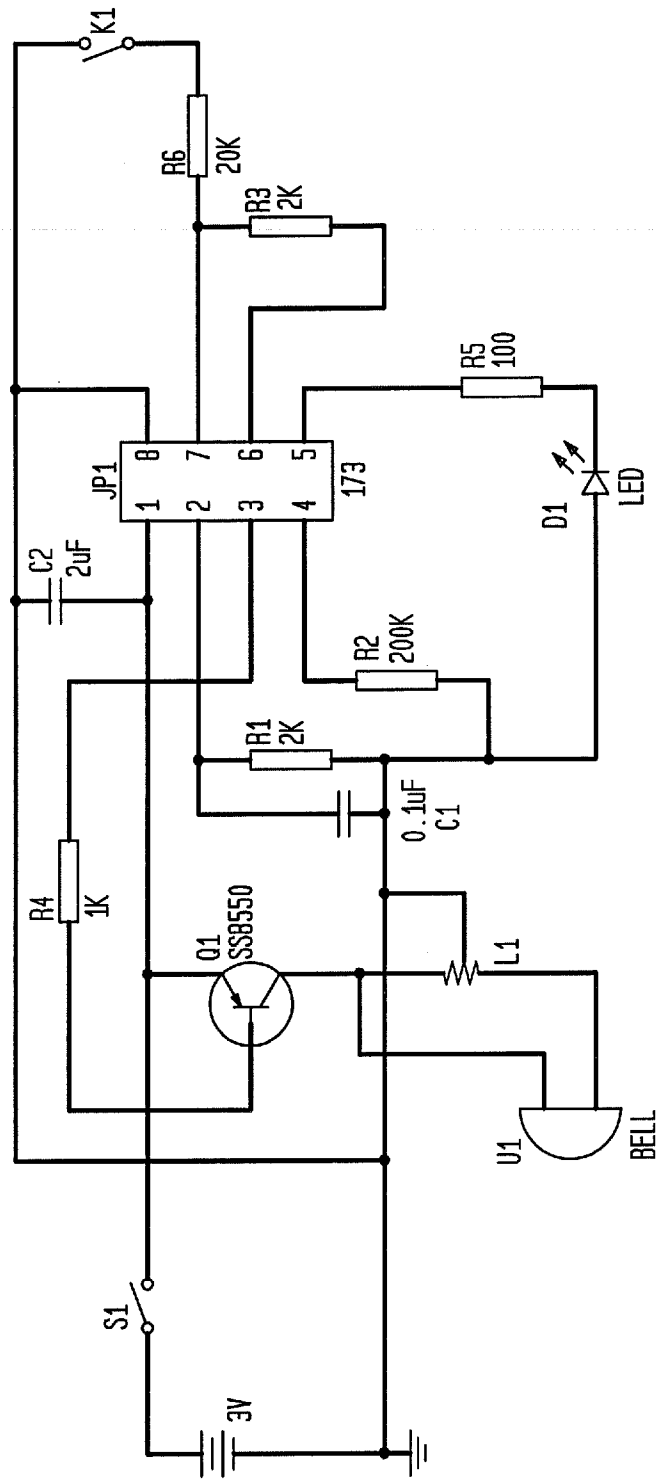 S1
3V
R4
1K
Q1
SS8550
U1
BELL
L1
C2
2uF
0.1uF
C1
R1
2K
R2
200K
JP1
1 8
2 7
3 6
4 5
173
D1
LED
R5
100
R6
20K
R3
2K
K1